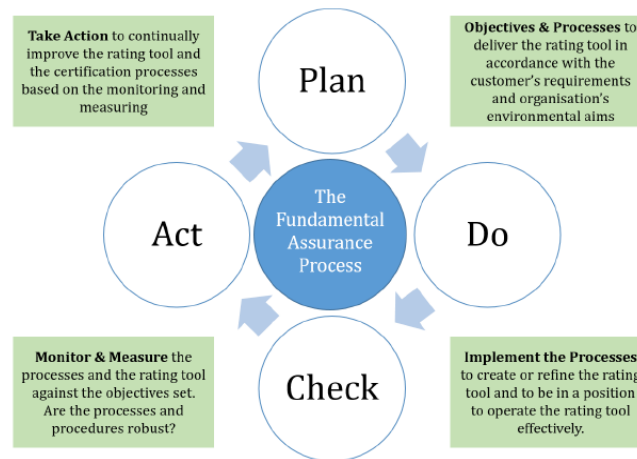 Take Action to continually
improve the rating tool and
the certification processes
based on the monitoring and
measuring
Plan
Objectives & Processes to
deliver the rating tool in
accordance with the
customer's requirements
and organisation's
environmental aims
Act
The
Fundamental
Assurance
Process
Do
Monitor & Measure the
processes and the rating tool
against the objectives set.
Are the processes and
procedures robust?
Check
Implement the Processes
to create or refine the rating
tool and to be in a position
to operate the rating tool
effectively.